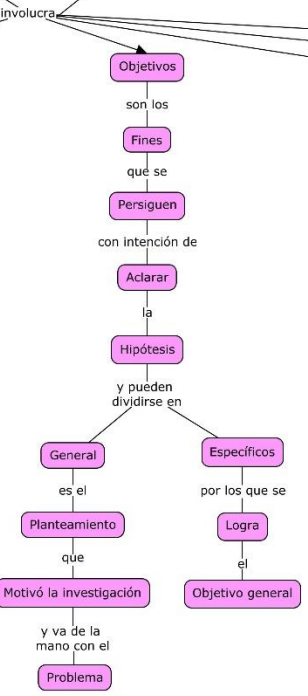 involucra
Objetivos
son los
Fines
que se
Persiguen
con intención de
Aclarar
la
Hipótesis
y pueden
dividirse en
General
es el
Planteamiento
que
Motivó la investigación
y va de la
mano con el
Problema
Específicos
por los que se
Logra
el
Objetivo general